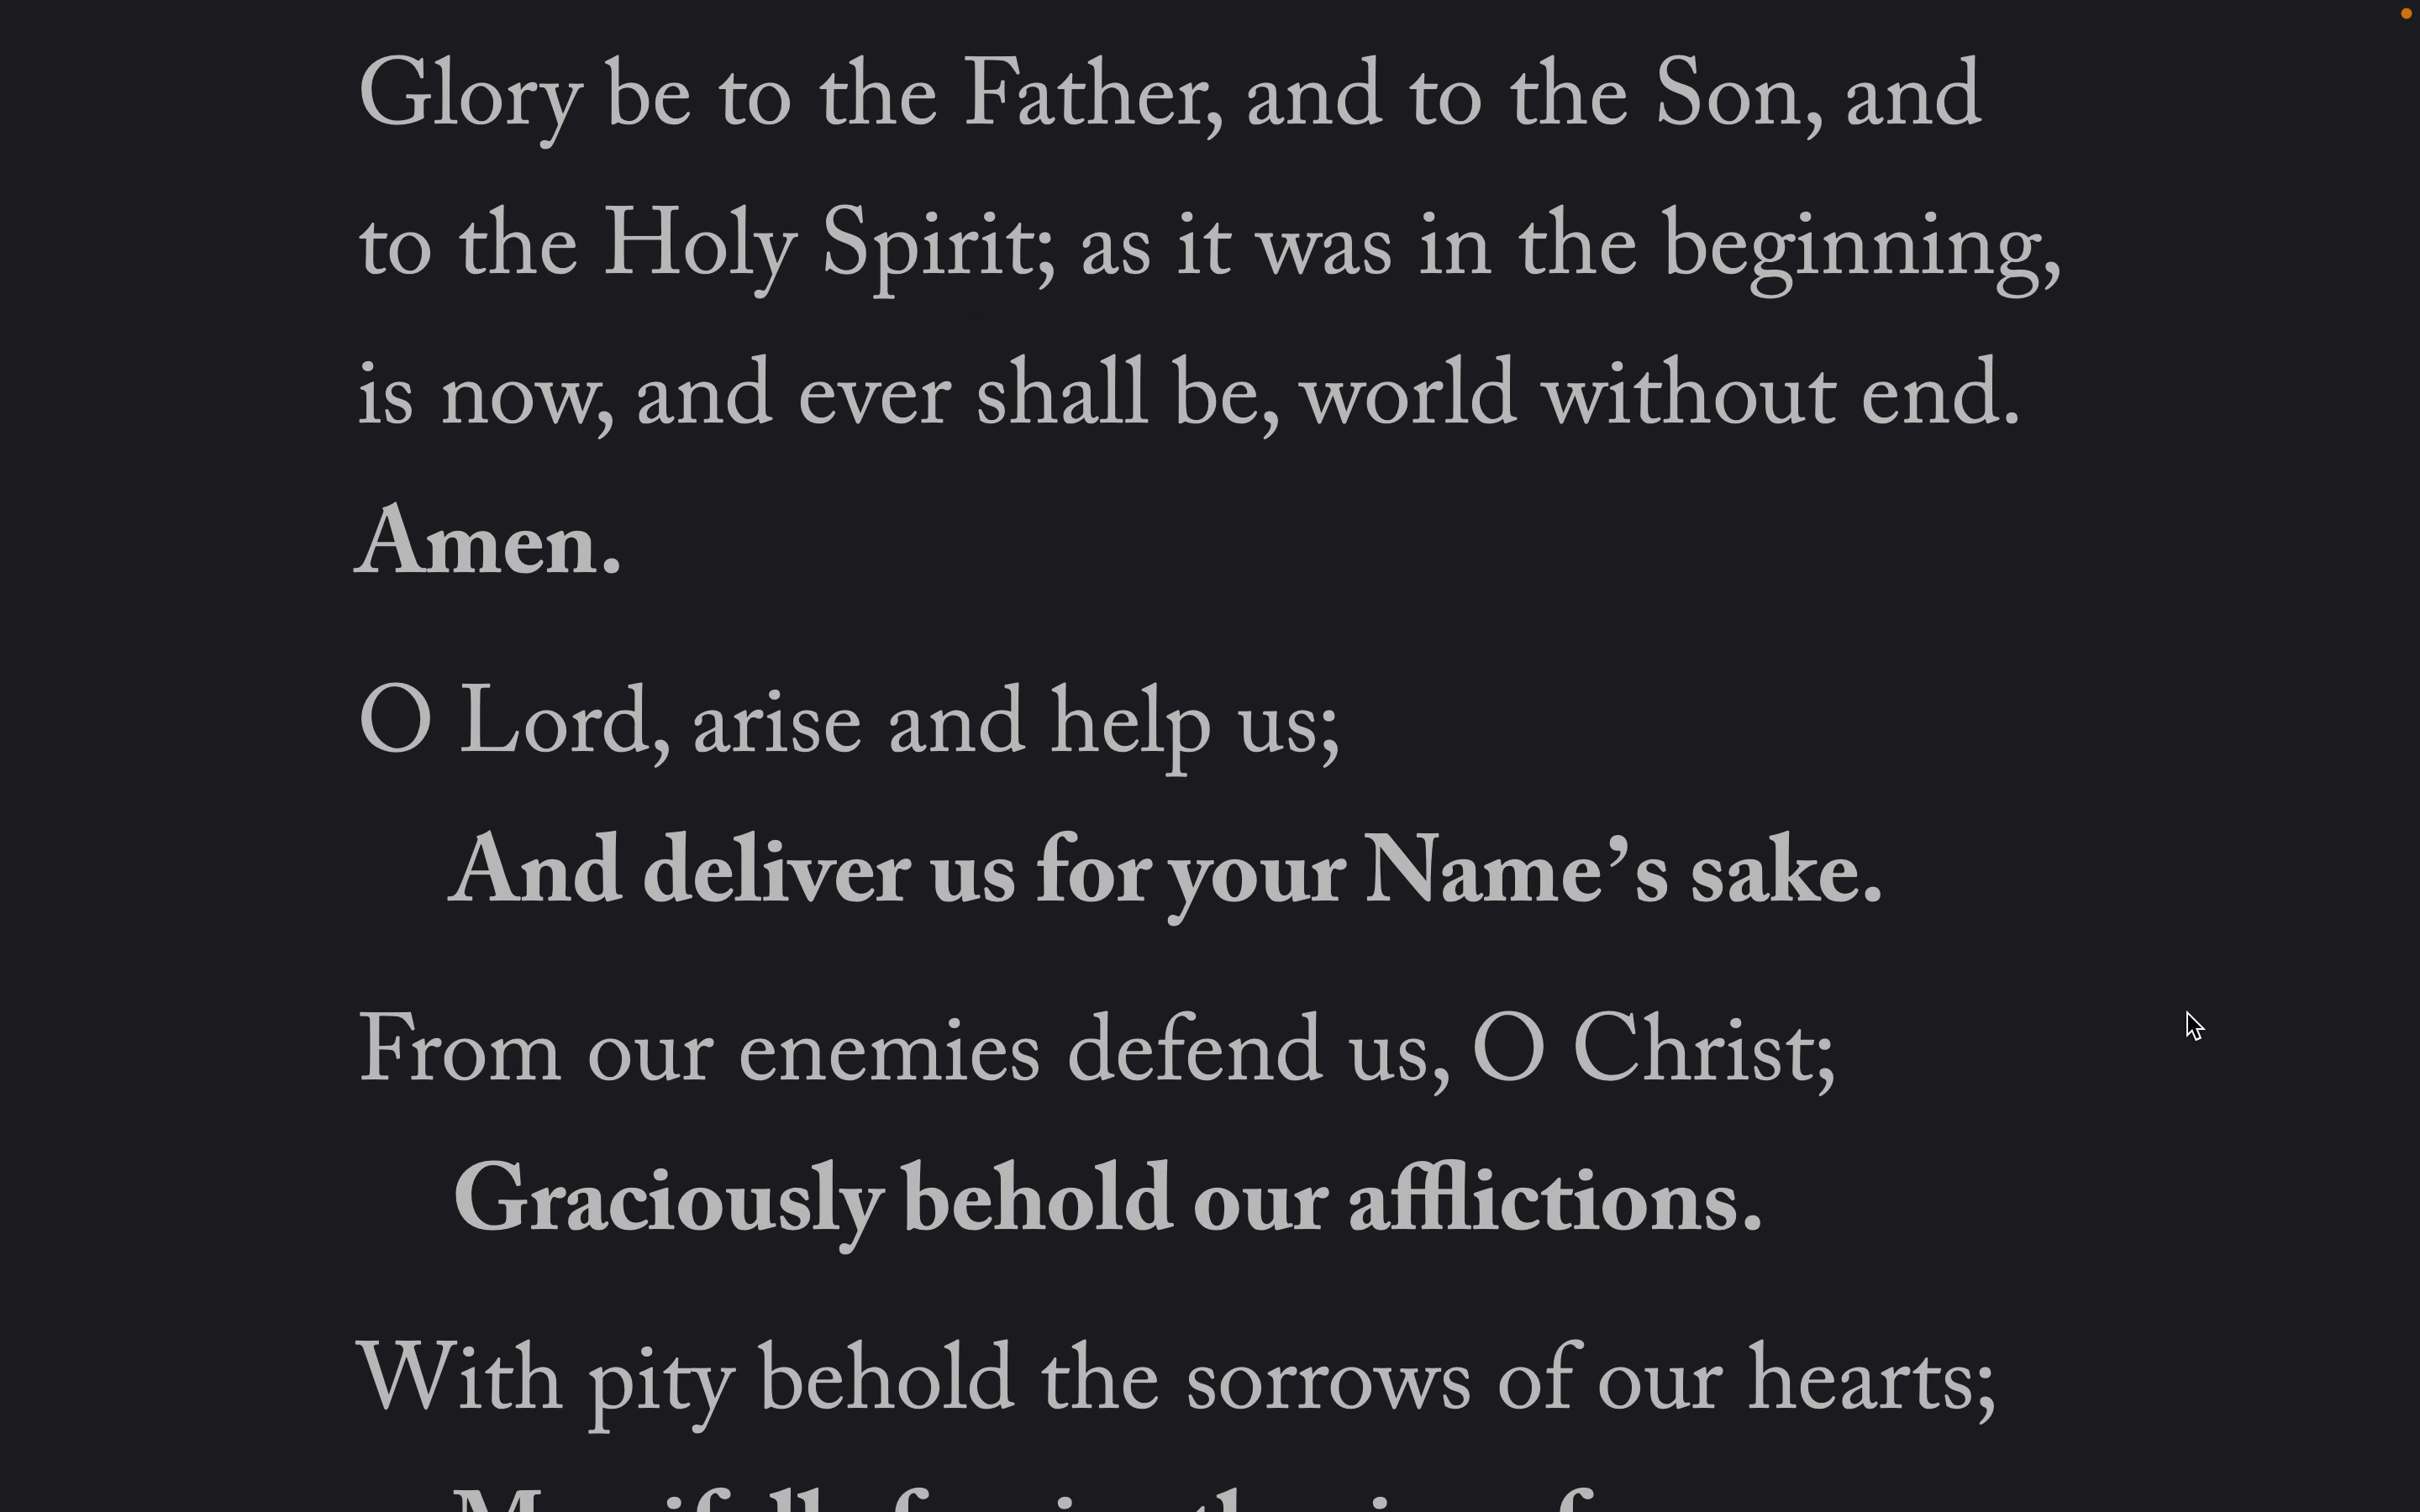 Glory be to the Father, and to the Son, and
to the Holy Spirit; as it was in the beginning,
is now, and ever shall be, world without end.
Amen.
O Lord, arise and help us;
And deliver us for your Name’s sake.
From our enemies defend us, O Christ;
Graciously behold our afflictions.
With pity behold the sorrows of our hearts;